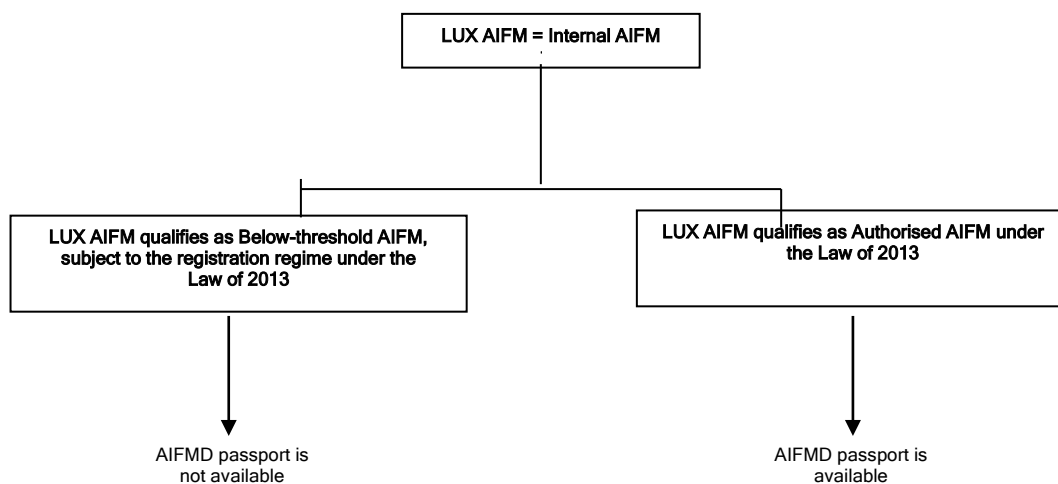 LUX AIFM = Internal AIFM
LUX AIFM qualifies as Below-threshold AIFM,
subject to the registration regime under the
Law of 2013
LUX AIFM qualifies as Authorised AIFM under
the Law of 2013
AIFMD passport is
not available
AIFMD passport is
available